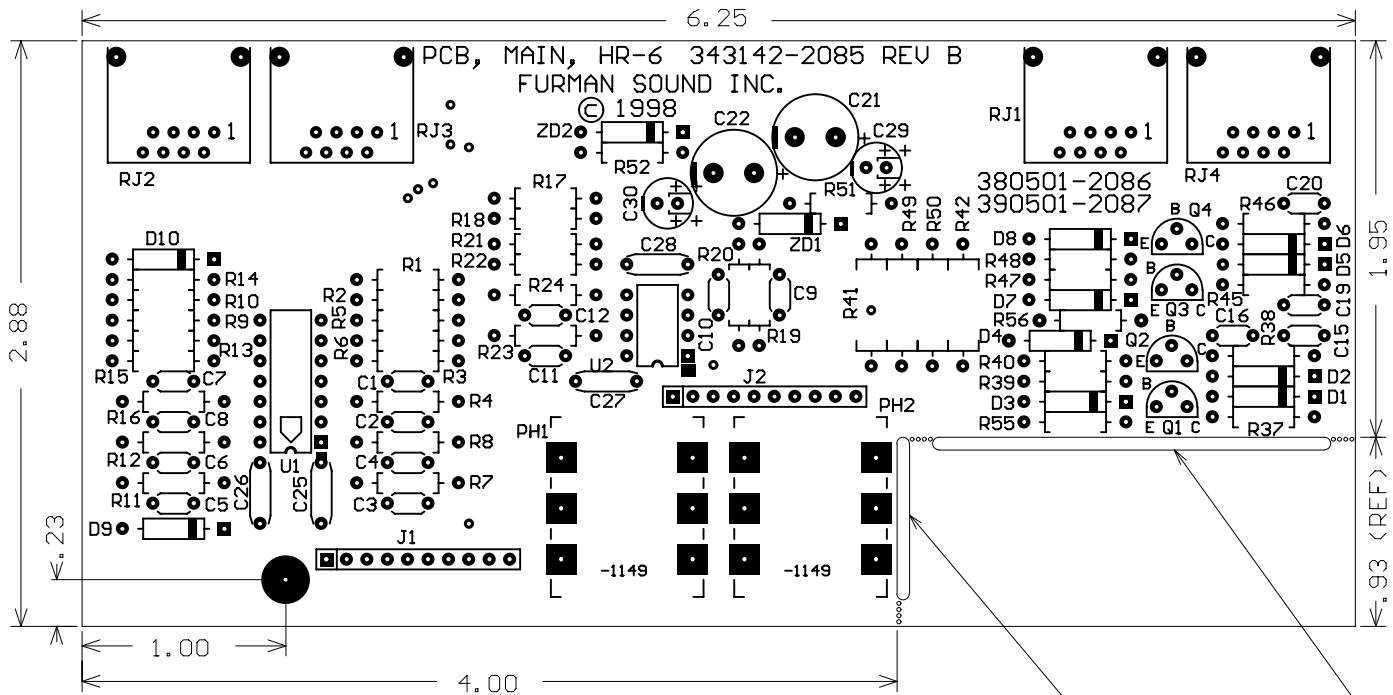 6.25
PCB, MAIN, HR-6 343142-2085 REV B
FURMAN SOUND INC.
© 1998
1
RJ2
1
RJ3
ZD2
R52
C22
C21
C29
C30
R51
ZD1
RJ1
1
1
RJ4
380501-2086
390501-2087
2.88
1.95
.93 (REF)
D10
R14
R10
R9
R13
R15
C7
R16
C8
R12
C6
R11
C5
D9
U1
C26
C25
R1
R2
R5
R6
R3
C1
R4
C2
R8
C4
R7
C3
J1
R17
R18
R21
R22
R24
C12
R23
C11
C28
U2
C27
C10
R20
C9
R19
J2
PH1
PH2
-1149
-1149
R49
R50
R42
R41
D8
R48
R47
D7
R56
D4
R40
R39
D3
R55
Q2
B
Q4
E
C
B
E Q3 C
B
E
C
B
E Q1 C
R46
C20
D6
D5
C19
R45
C16
R38
C15
D2
D1
R37
.23
1.00
4.00